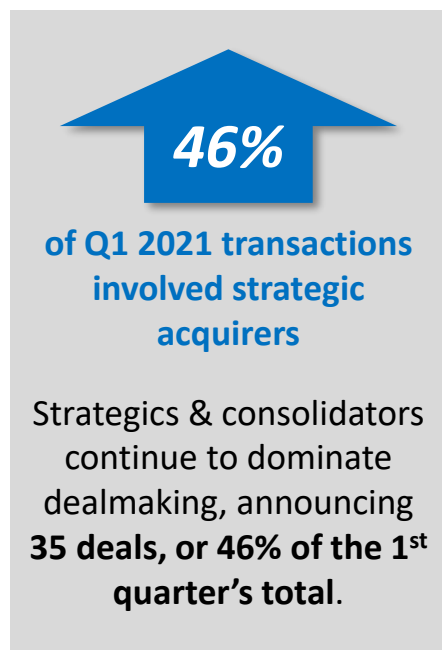 46%
of Q1 2021 transactions
involved strategic
acquirers
Strategics & consolidators
continue to dominate
dealmaking, announcing
35 deals, or 46% of the 1st
quarter’s total.